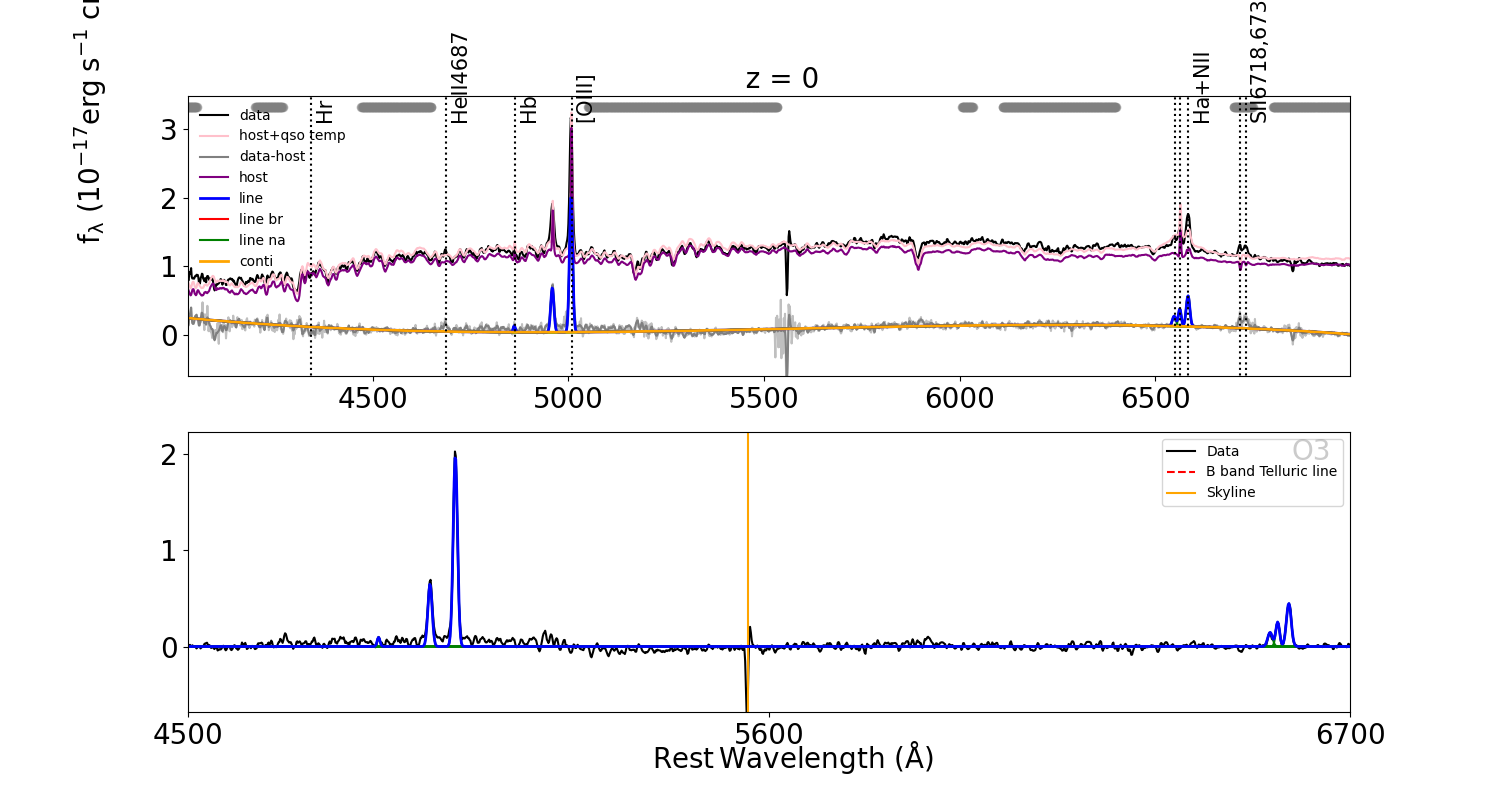 z = 0
f_λ (10^−17 erg s^−1
Hr
HeII4687
Hb
[OIII]
Ha+NII
SII6718,673
data
host+qso temp
data-host
host
line
line br
line na
conti
3
2
1
0
4500 5000 5500 6000 6500
O3
Data
B band Telluric line
Skyline
2
1
0
4500 5600 6700
Rest Wavelength (Å)